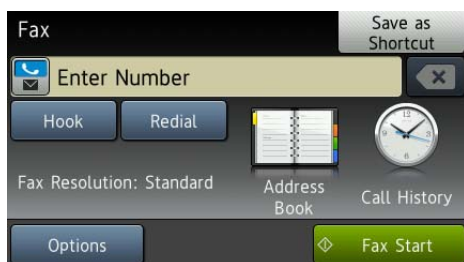 Fax
Save as
Shortcut
Enter Number
Hook
Redial
Fax Resolution: Standard
Address
Book
Call History
Options
Fax Start